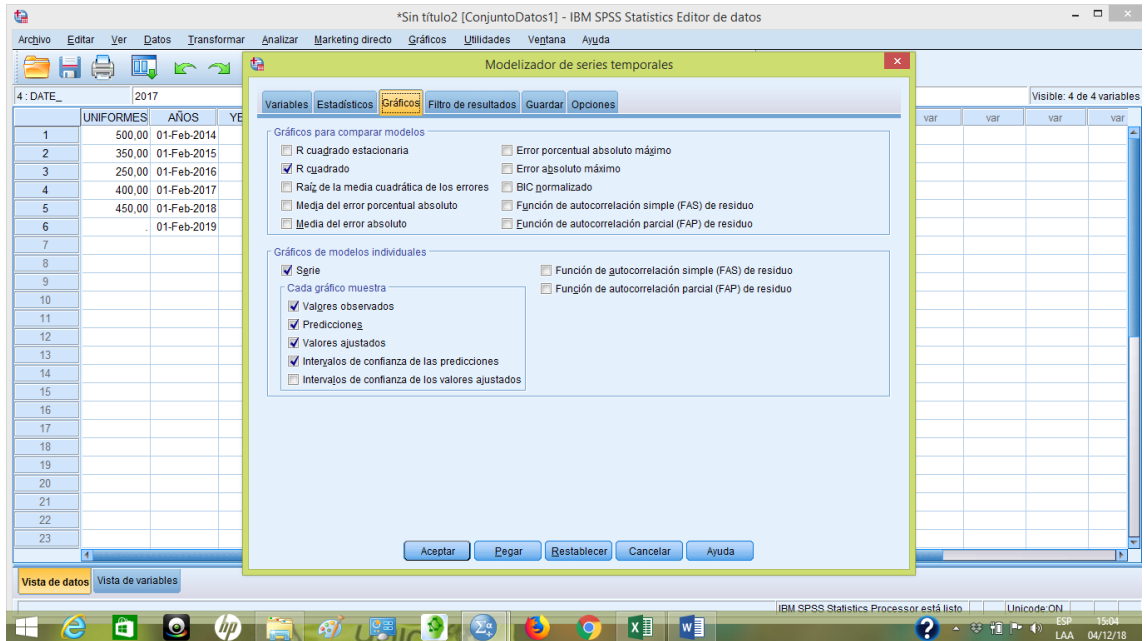 *Sin título2 [ConjuntoDatos1] - IBM SPSS Statistics Editor de datos
Archivo Editar Ver Datos Transformar Analizar Marketing directo Gráficos Utilidades Ventana Ayuda
Modelizador de series temporales
4 : DATE_ 2017
Visible: 4 de 4 variables
Variables Estadísticos Gráficos Filtro de resultados Guardar Opciones
UNIFORMES AÑOS YE var var var var
1 500,00 01-Feb-2014
2 350,00 01-Feb-2015
3 250,00 01-Feb-2016
4 400,00 01-Feb-2017
5 450,00 01-Feb-2018
6 . 01-Feb-2019
7
8
9
10
11
12
13
14
15
16
17
18
19
20
21
22
23
Gráficos para comparar modelos
R cuadrado estacionaria
R cuadrado
Raíz de la media cuadrática de los errores
Media del error porcentual absoluto
Media del error absoluto
Error porcentual absoluto máximo
Error absoluto máximo
BIC normalizado
Función de autocorrelación simple (FAS) de residuo
Función de autocorrelación parcial (FAP) de residuo
Gráficos de modelos individuales
Serie
Cada gráfico muestra
Valores observados
Predicciones
Valores ajustados
Intervalos de confianza de las predicciones
Intervalos de confianza de los valores ajustados
Función de autocorrelación simple (FAS) de residuo
Función de autocorrelación parcial (FAP) de residuo
Aceptar Pegar Restablecer Cancelar Ayuda
Vista de datos Vista de variables
IBM SPSS Statistics Processor está listo Unicode:ON
hp
ESP
LAA
15:04
04/12/18